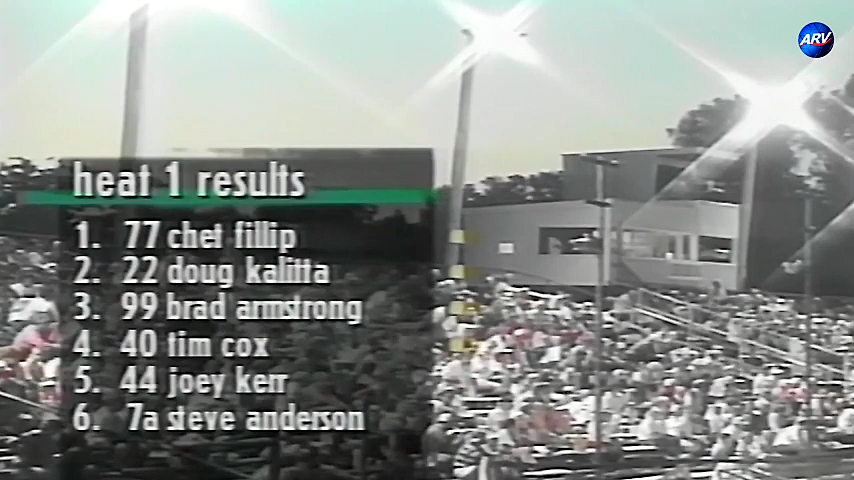 ARV
heat 1 results
1. 77 chet fillip
2. 22 doug kalitta
3. 99 brad armstrong
4. 40 tim cox
5. 44 joey kerr
6. 7a steve anderson